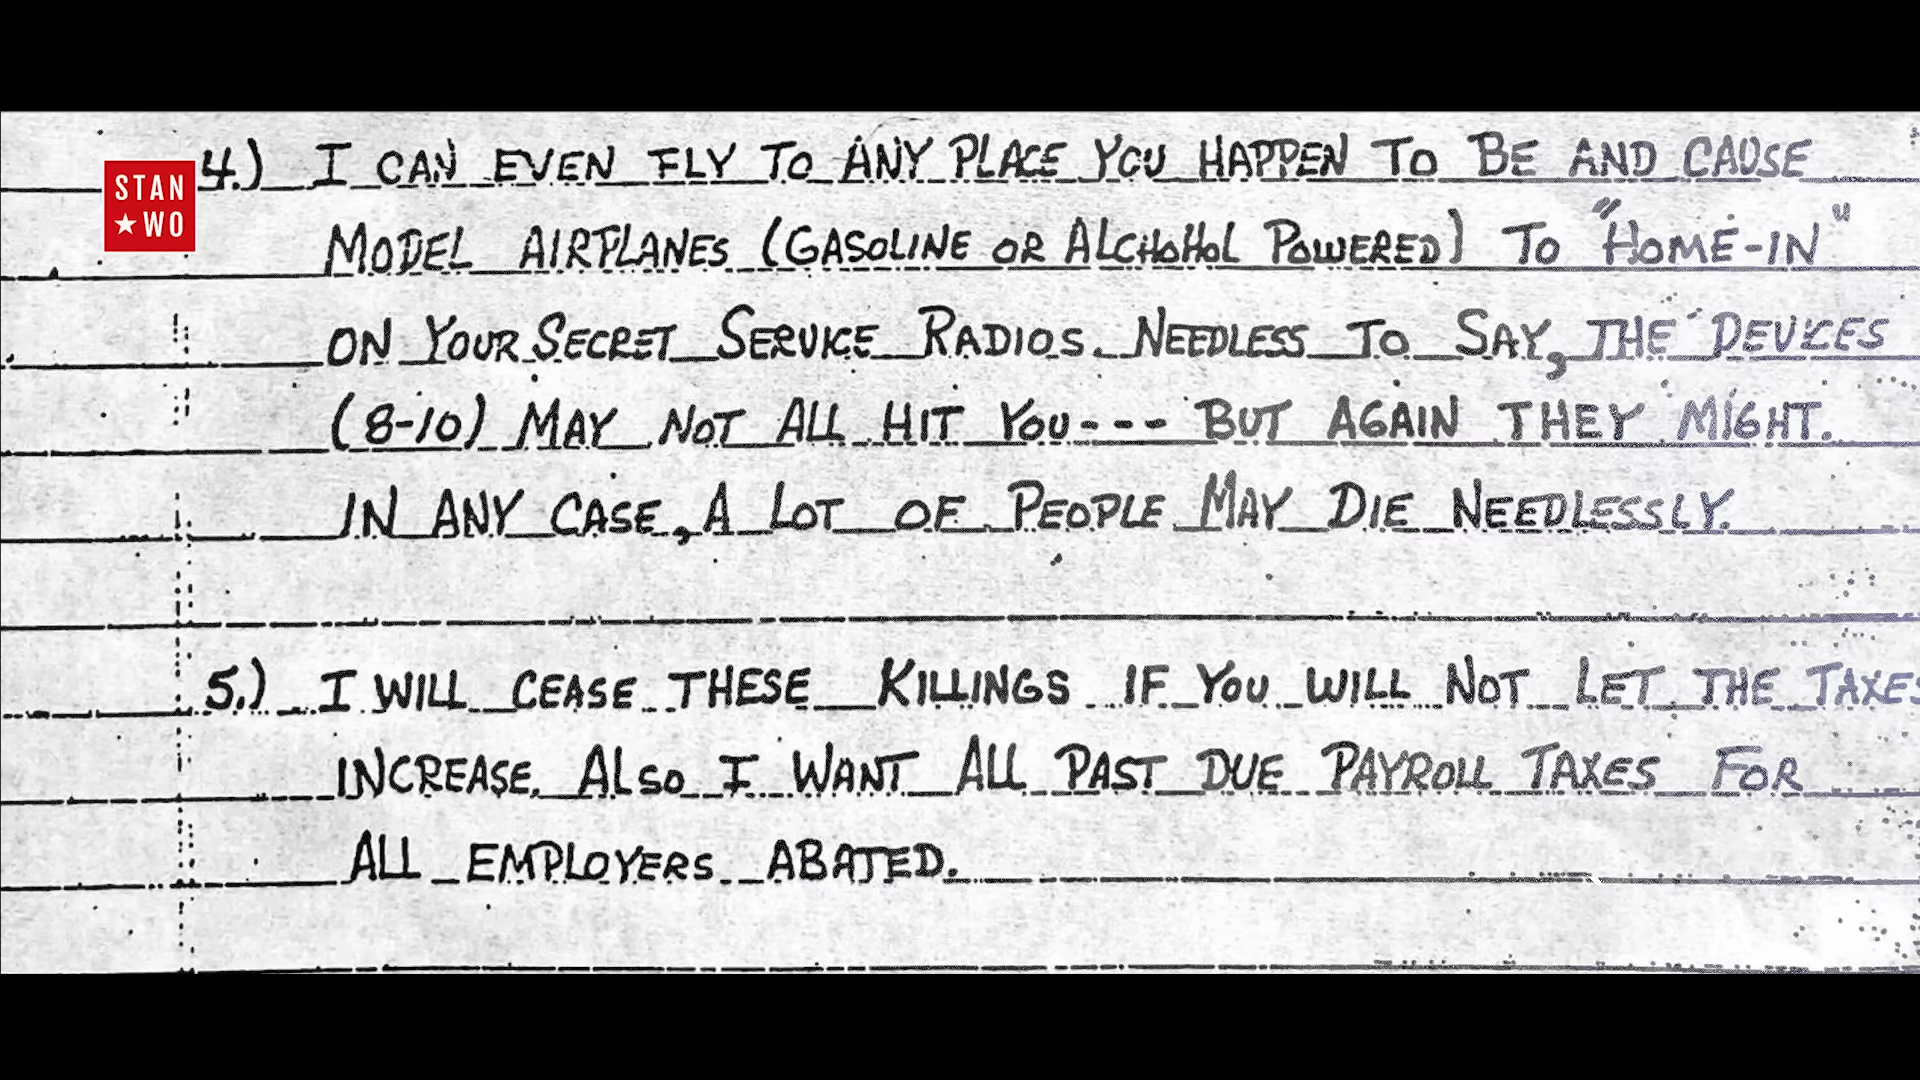 STAN
★WO
4.) I CAN EVEN FLY TO ANY PLACE YOU HAPPEN TO BE AND CAUSE
MODEL AIRPLANES (GASOLINE OR ALCHOHOL POWERED) TO "HOME-IN"
ON YOUR SECRET SERVICE RADIOS. NEEDLESS TO SAY, THE DEVICES
(8-10) MAY NOT ALL HIT YOU--- BUT AGAIN THEY MIGHT.
IN ANY CASE, A LOT OF PEOPLE MAY DIE NEEDLESSLY.
5.) I WILL CEASE THESE KILLINGS IF YOU WILL NOT LET THE TAXES
INCREASE. ALSO I WANT ALL PAST DUE PAYROLL TAXES FOR
ALL EMPLOYERS ABATED.